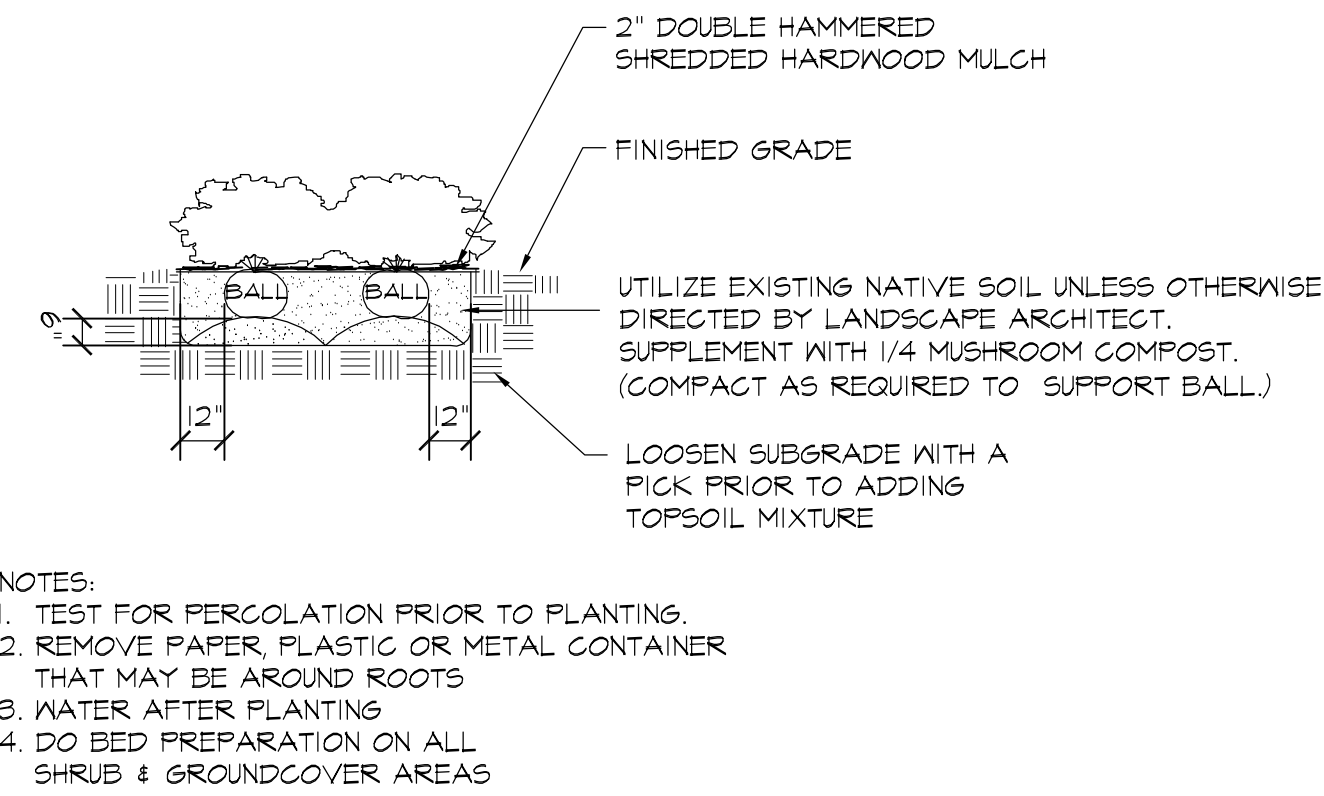 2" DOUBLE HAMMERED
SHREDDED HARDWOOD MULCH
FINISHED GRADE
BALL BALL
UTILIZE EXISTING NATIVE SOIL UNLESS OTHERWISE
DIRECTED BY LANDSCAPE ARCHITECT.
SUPPLEMENT WITH 1/4 MUSHROOM COMPOST.
(COMPACT AS REQUIRED TO SUPPORT BALL.)
6"
12" 12"
LOOSEN SUBGRADE WITH A
PICK PRIOR TO ADDING
TOPSOIL MIXTURE
NOTES:
1. TEST FOR PERCOLATION PRIOR TO PLANTING.
2. REMOVE PAPER, PLASTIC OR METAL CONTAINER
THAT MAY BE AROUND ROOTS
3. WATER AFTER PLANTING
4. DO BED PREPARATION ON ALL
SHRUB & GROUNDCOVER AREAS